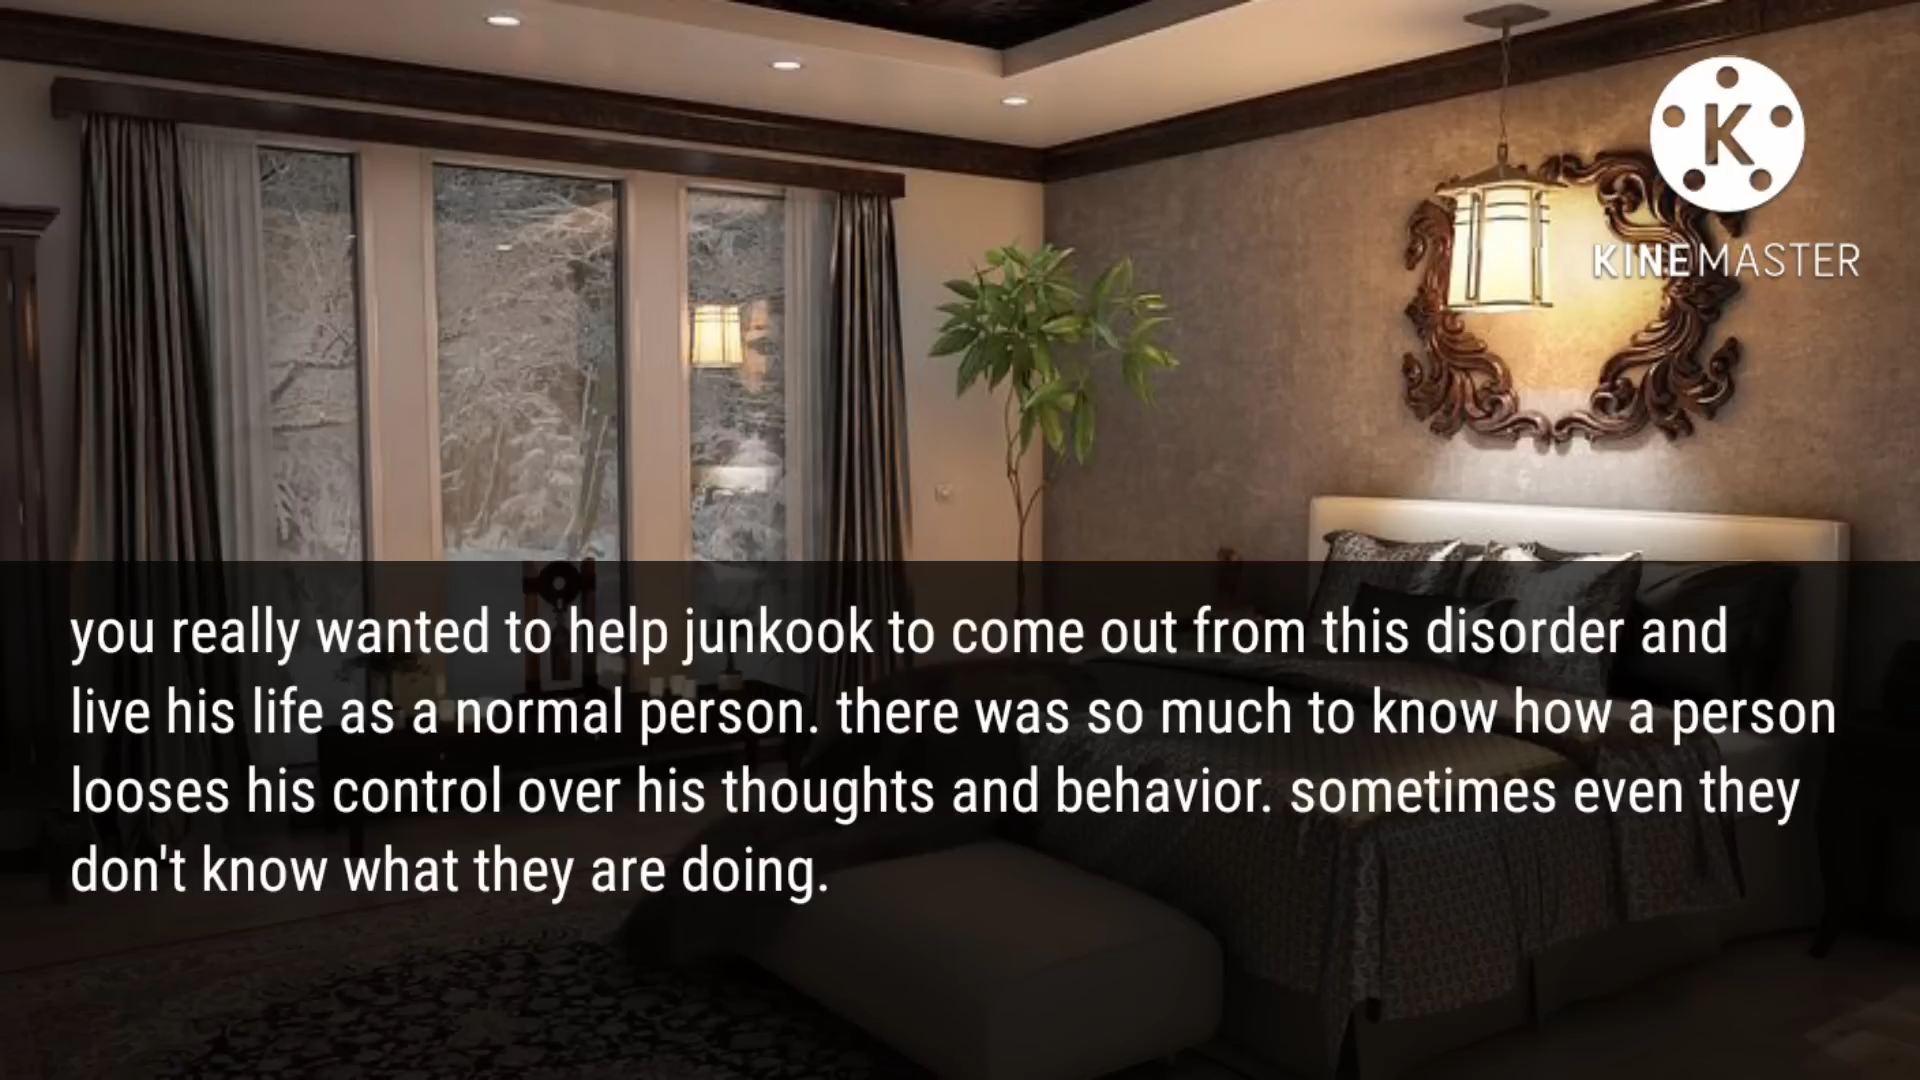 K
KINEMASTER
you really wanted to help junkook to come out from this disorder and
live his life as a normal person. there was so much to know how a person
looses his control over his thoughts and behavior. sometimes even they
don't know what they are doing.